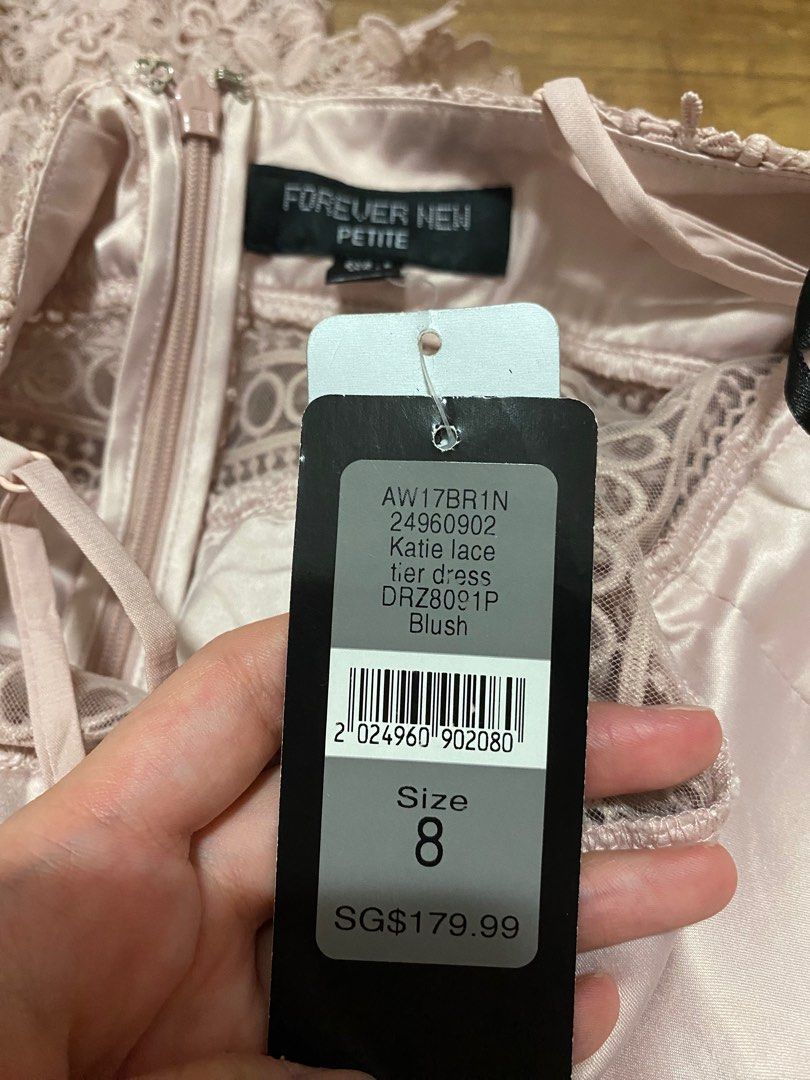 FOREVER NEW
PETITE
AW17BR1N
24960902
Katie lace
tier dress
DRZ8091P
Blush
2 024960 902080
Size
8
SG$179.99